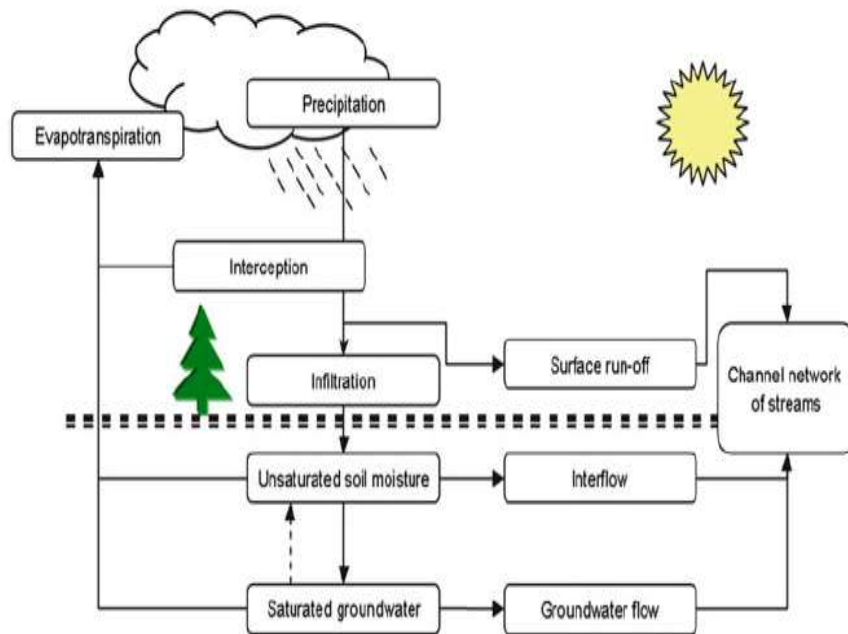 Precipitation
Evapotranspiration
Interception
Surface run-off
Infiltration
Channel network
of streams
Unsaturated soil moisture
Interflow
Saturated groundwater
Groundwater flow